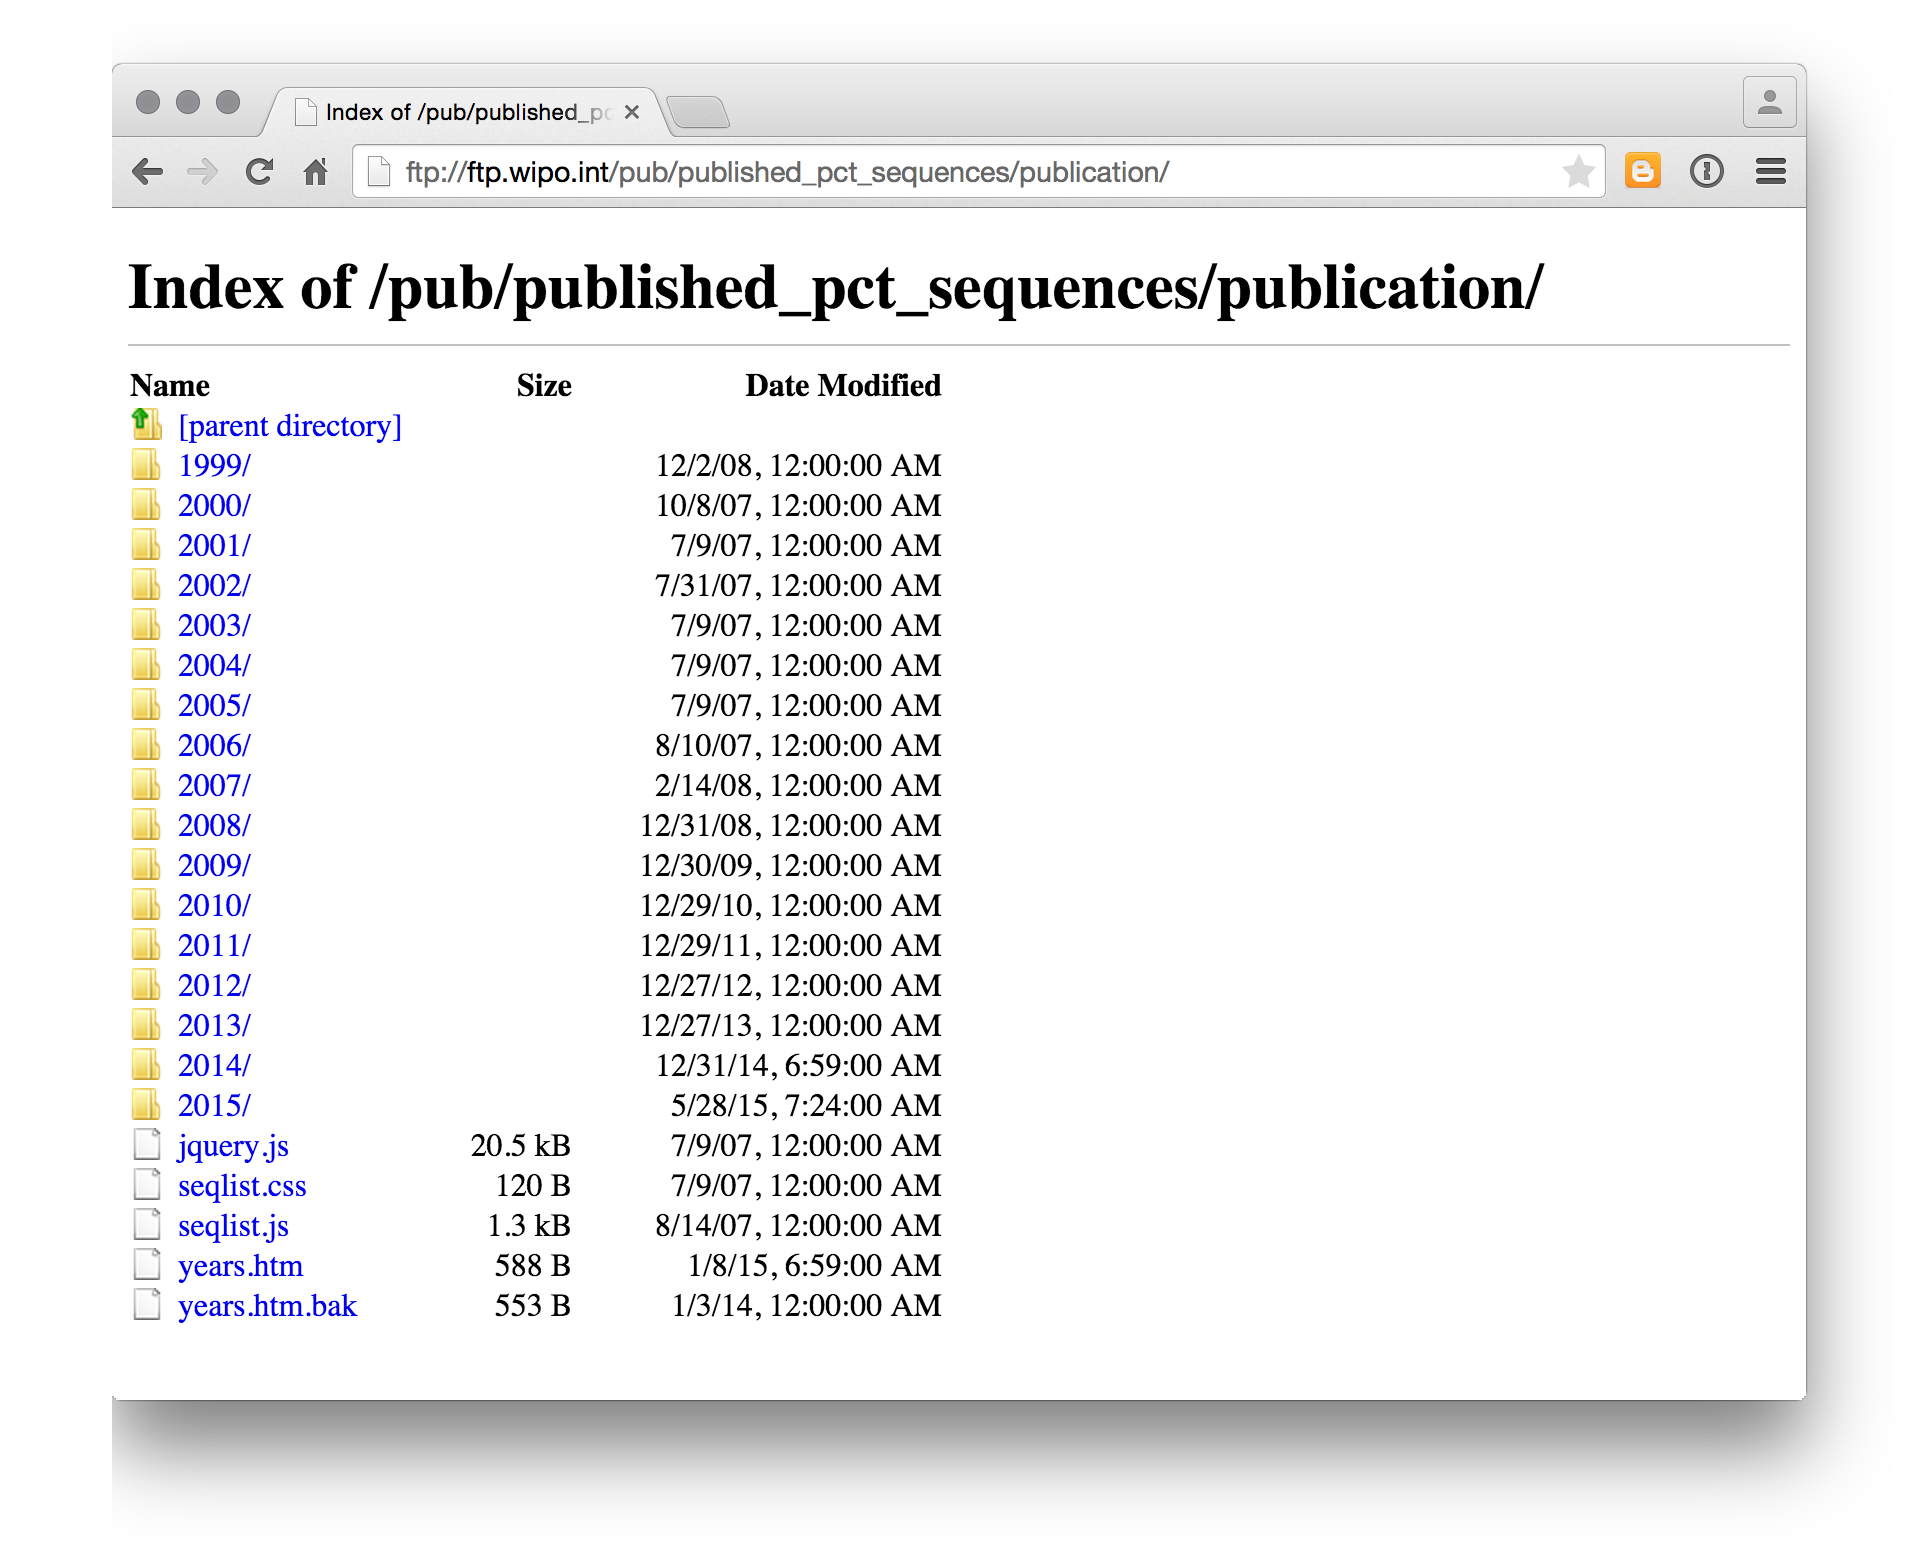 Index of /pub/published_pc
ftp://ftp.wipo.int/pub/published_pct_sequences/publication/
Index of /pub/published_pct_sequences/publication/
Name Size Date Modified
[parent directory]
1999/ 12/2/08, 12:00:00 AM
2000/ 10/8/07, 12:00:00 AM
2001/ 7/9/07, 12:00:00 AM
2002/ 7/31/07, 12:00:00 AM
2003/ 7/9/07, 12:00:00 AM
2004/ 7/9/07, 12:00:00 AM
2005/ 7/9/07, 12:00:00 AM
2006/ 8/10/07, 12:00:00 AM
2007/ 2/14/08, 12:00:00 AM
2008/ 12/31/08, 12:00:00 AM
2009/ 12/30/09, 12:00:00 AM
2010/ 12/29/10, 12:00:00 AM
2011/ 12/29/11, 12:00:00 AM
2012/ 12/27/12, 12:00:00 AM
2013/ 12/27/13, 12:00:00 AM
2014/ 12/31/14, 6:59:00 AM
2015/ 5/28/15, 7:24:00 AM
jquery.js 20.5 kB 7/9/07, 12:00:00 AM
seqlist.css 120 B 7/9/07, 12:00:00 AM
seqlist.js 1.3 kB 8/14/07, 12:00:00 AM
years.htm 588 B 1/8/15, 6:59:00 AM
years.htm.bak 553 B 1/3/14, 12:00:00 AM